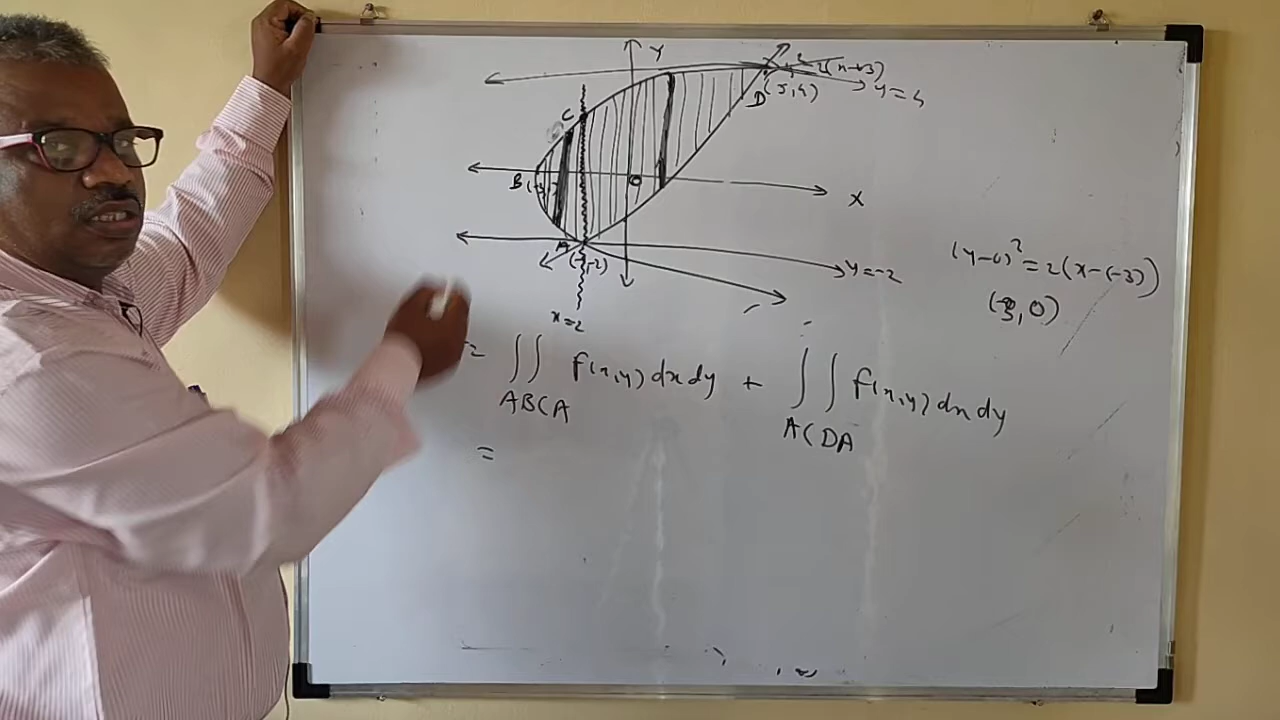 Y
2(x+3)
y=4
(5,4)
D
C
B (-3,
O
X
A
y=-2
x=2
(y-0)²=2(x-(-3))
(-3,0)
∬ f(x,y) dx dy + ∬ f(x,y) dx dy
ABCA ACDA
=